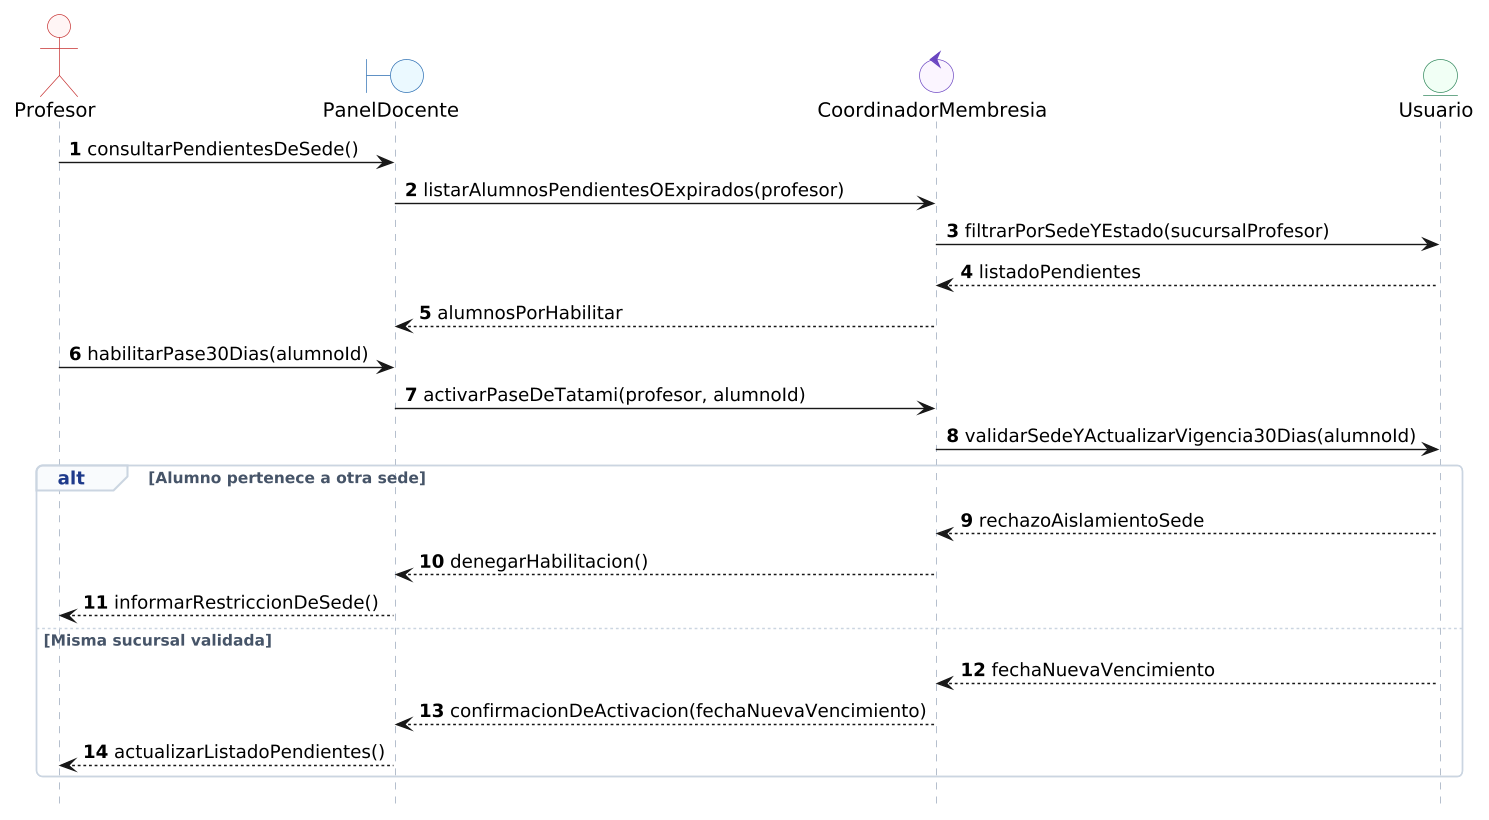 Profesor
PanelDocente
CoordinadorMembresia
Usuario
1 consultarPendientesDeSede()
2 listarAlumnosPendientesOExpirados(profesor)
3 filtrarPorSedeYEstado(sucursalProfesor)
4 listadoPendientes
5 alumnosPorHabilitar
6 habilitarPase30Dias(alumnoId)
7 activarPaseDeTatami(profesor, alumnoId)
8 validarSedeYActualizarVigencia30Dias(alumnoId)
alt [Alumno pertenece a otra sede]
9 rechazoAislamientoSede
10 denegarHabilitacion()
11 informarRestriccionDeSede()
[Misma sucursal validada]
12 fechaNuevaVencimiento
13 confirmacionDeActivacion(fechaNuevaVencimiento)
14 actualizarListadoPendientes()